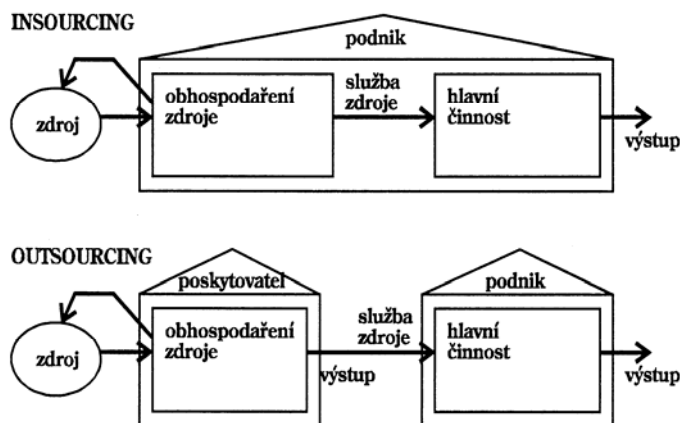 INSOURCING
podnik
zdroj
obhospodaření
zdroje
služba
zdroje
hlavní
činnost
výstup
OUTSOURCING
poskytovatel
podnik
zdroj
obhospodaření
zdroje
výstup
služba
zdroje
hlavní
činnost
výstup